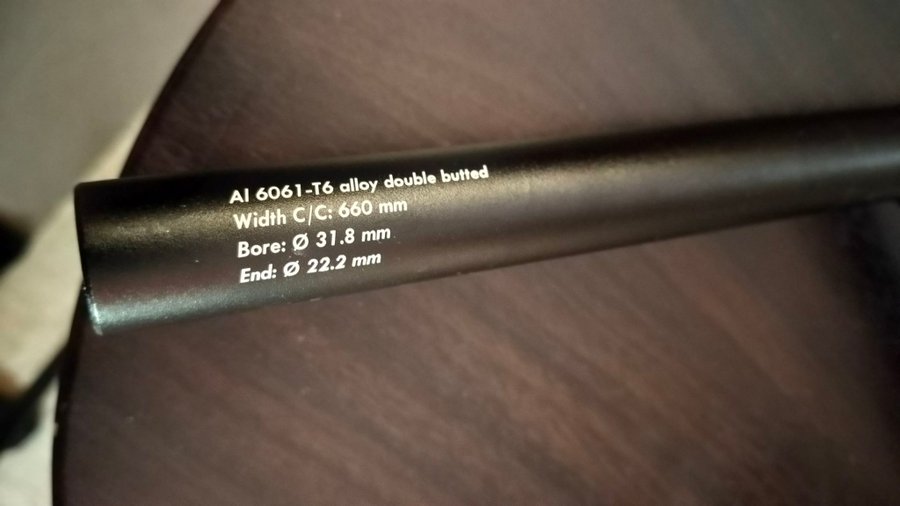 Al 6061-T6 alloy double butted
Width C/C: 660 mm
Bore: Ø 31.8 mm
End: Ø 22.2 mm